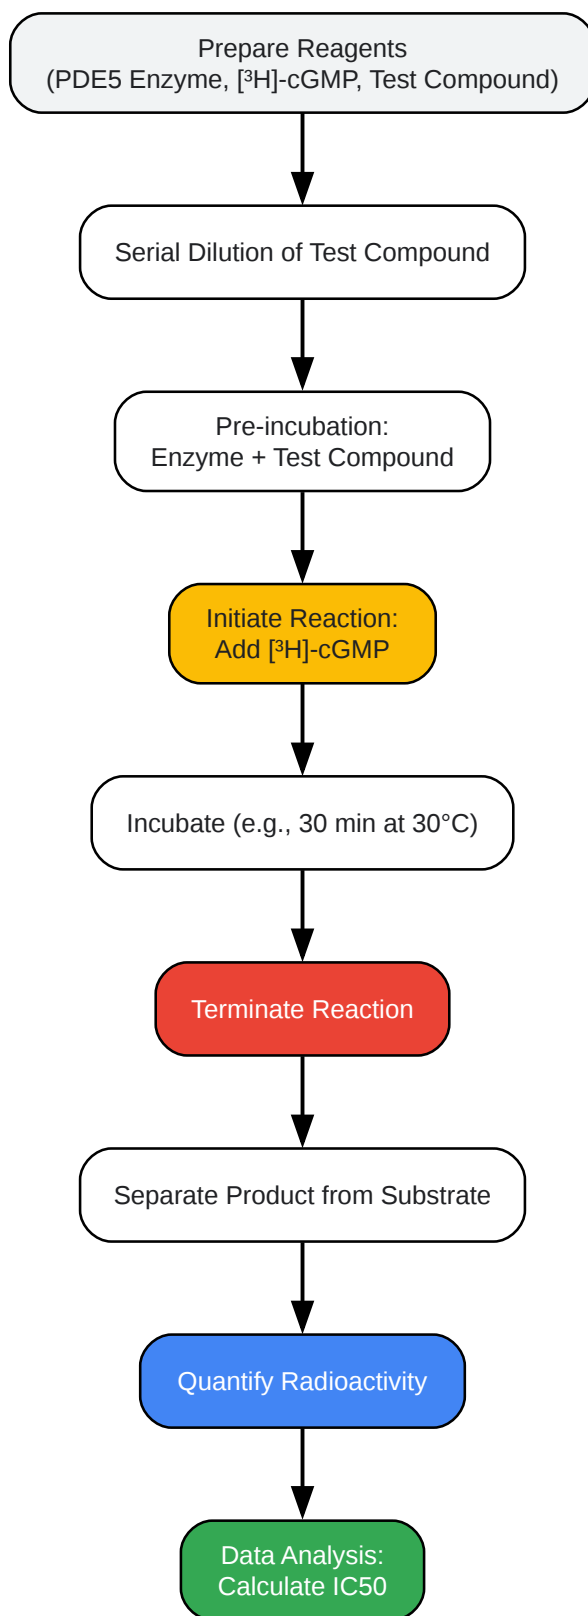 Prepare Reagents
(PDE5 Enzyme, [³H]-cGMP, Test Compound)
Serial Dilution of Test Compound
Pre-incubation:
Enzyme + Test Compound
Initiate Reaction:
Add [³H]-cGMP
Incubate (e.g., 30 min at 30°C)
Terminate Reaction
Separate Product from Substrate
Quantify Radioactivity
Data Analysis:
Calculate IC50